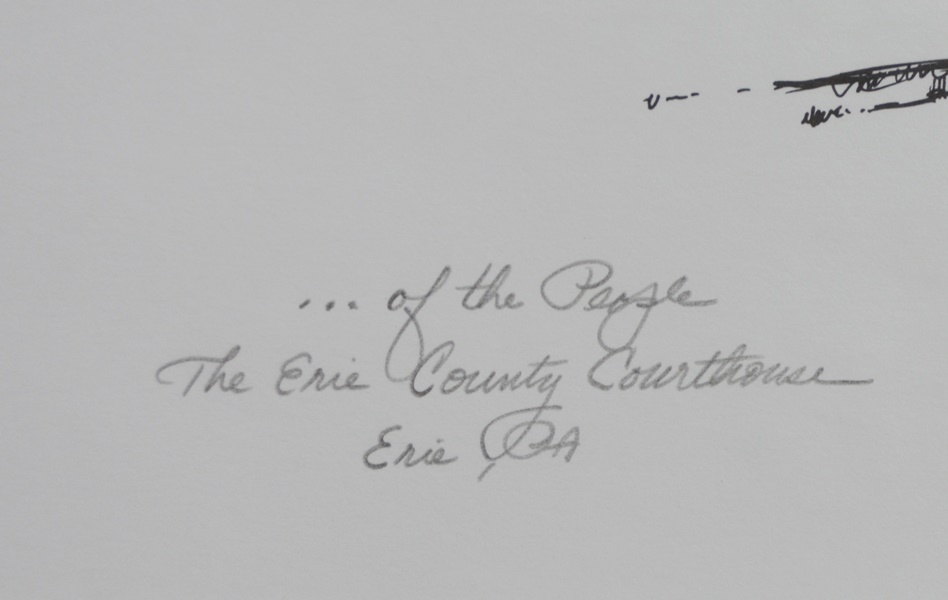 ... of the People
The Erie County Courthouse
Erie, PA